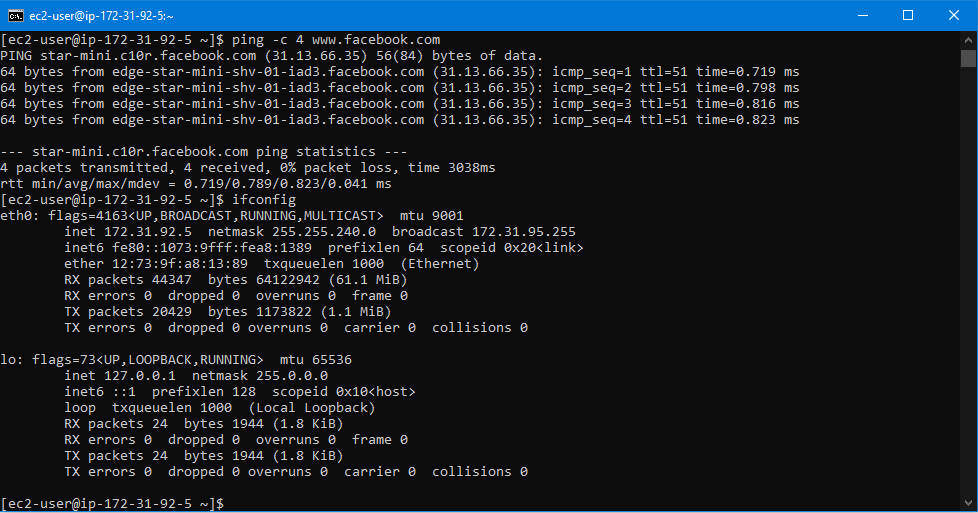 ec2-user@ip-172-31-92-5:~
[ec2-user@ip-172-31-92-5 ~]$ ping -c 4 www.facebook.com
PING star-mini.c10r.facebook.com (31.13.66.35) 56(84) bytes of data.
64 bytes from edge-star-mini-shv-01-iad3.facebook.com (31.13.66.35): icmp_seq=1 ttl=51 time=0.719 ms
64 bytes from edge-star-mini-shv-01-iad3.facebook.com (31.13.66.35): icmp_seq=2 ttl=51 time=0.798 ms
64 bytes from edge-star-mini-shv-01-iad3.facebook.com (31.13.66.35): icmp_seq=3 ttl=51 time=0.816 ms
64 bytes from edge-star-mini-shv-01-iad3.facebook.com (31.13.66.35): icmp_seq=4 ttl=51 time=0.823 ms

--- star-mini.c10r.facebook.com ping statistics ---
4 packets transmitted, 4 received, 0% packet loss, time 3038ms
rtt min/avg/max/mdev = 0.719/0.789/0.823/0.041 ms
[ec2-user@ip-172-31-92-5 ~]$ ifconfig
eth0: flags=4163<UP,BROADCAST,RUNNING,MULTICAST>  mtu 9001
        inet 172.31.92.5  netmask 255.255.240.0  broadcast 172.31.95.255
        inet6 fe80::1073:9fff:fea8:1389  prefixlen 64  scopeid 0x20<link>
        ether 12:73:9f:a8:13:89  txqueuelen 1000  (Ethernet)
        RX packets 44347  bytes 64122942 (61.1 MiB)
        RX errors 0  dropped 0  overruns 0  frame 0
        TX packets 20429  bytes 1173822 (1.1 MiB)
        TX errors 0  dropped 0 overruns 0  carrier 0  collisions 0

lo: flags=73<UP,LOOPBACK,RUNNING>  mtu 65536
        inet 127.0.0.1  netmask 255.0.0.0
        inet6 ::1  prefixlen 128  scopeid 0x10<host>
        loop  txqueuelen 1000  (Local Loopback)
        RX packets 24  bytes 1944 (1.8 KiB)
        RX errors 0  dropped 0  overruns 0  frame 0
        TX packets 24  bytes 1944 (1.8 KiB)
        TX errors 0  dropped 0 overruns 0  carrier 0  collisions 0

[ec2-user@ip-172-31-92-5 ~]$